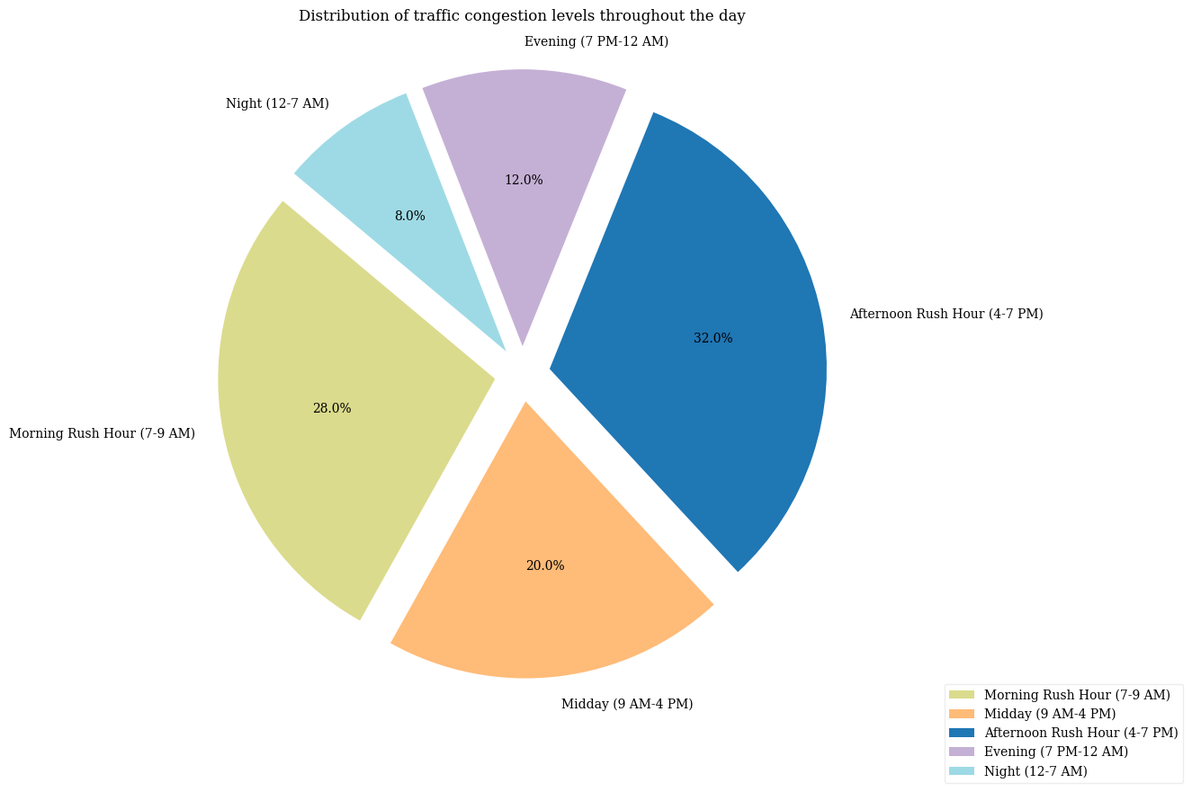 Distribution of traffic congestion levels throughout the day
Evening (7 PM-12 AM)
Night (12-7 AM)
12.0%
8.0%
Afternoon Rush Hour (4-7 PM)
32.0%
28.0%
Morning Rush Hour (7-9 AM)
20.0%
Midday (9 AM-4 PM)
Morning Rush Hour (7-9 AM)
Midday (9 AM-4 PM)
Afternoon Rush Hour (4-7 PM)
Evening (7 PM-12 AM)
Night (12-7 AM)